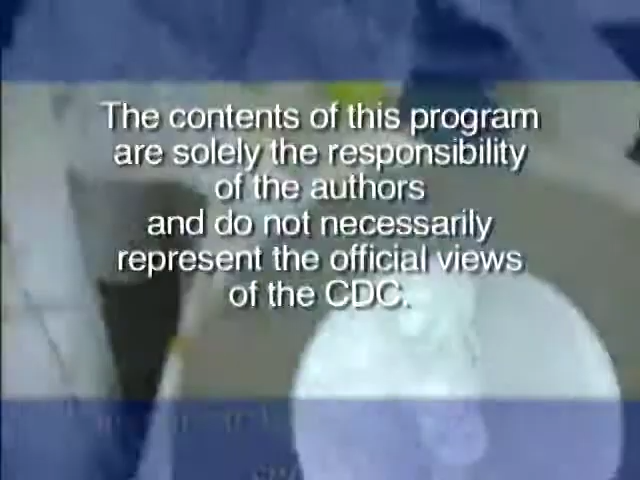 The contents of this program
are solely the responsibility
of the authors
and do not necessarily
represent the official views
of the CDC.